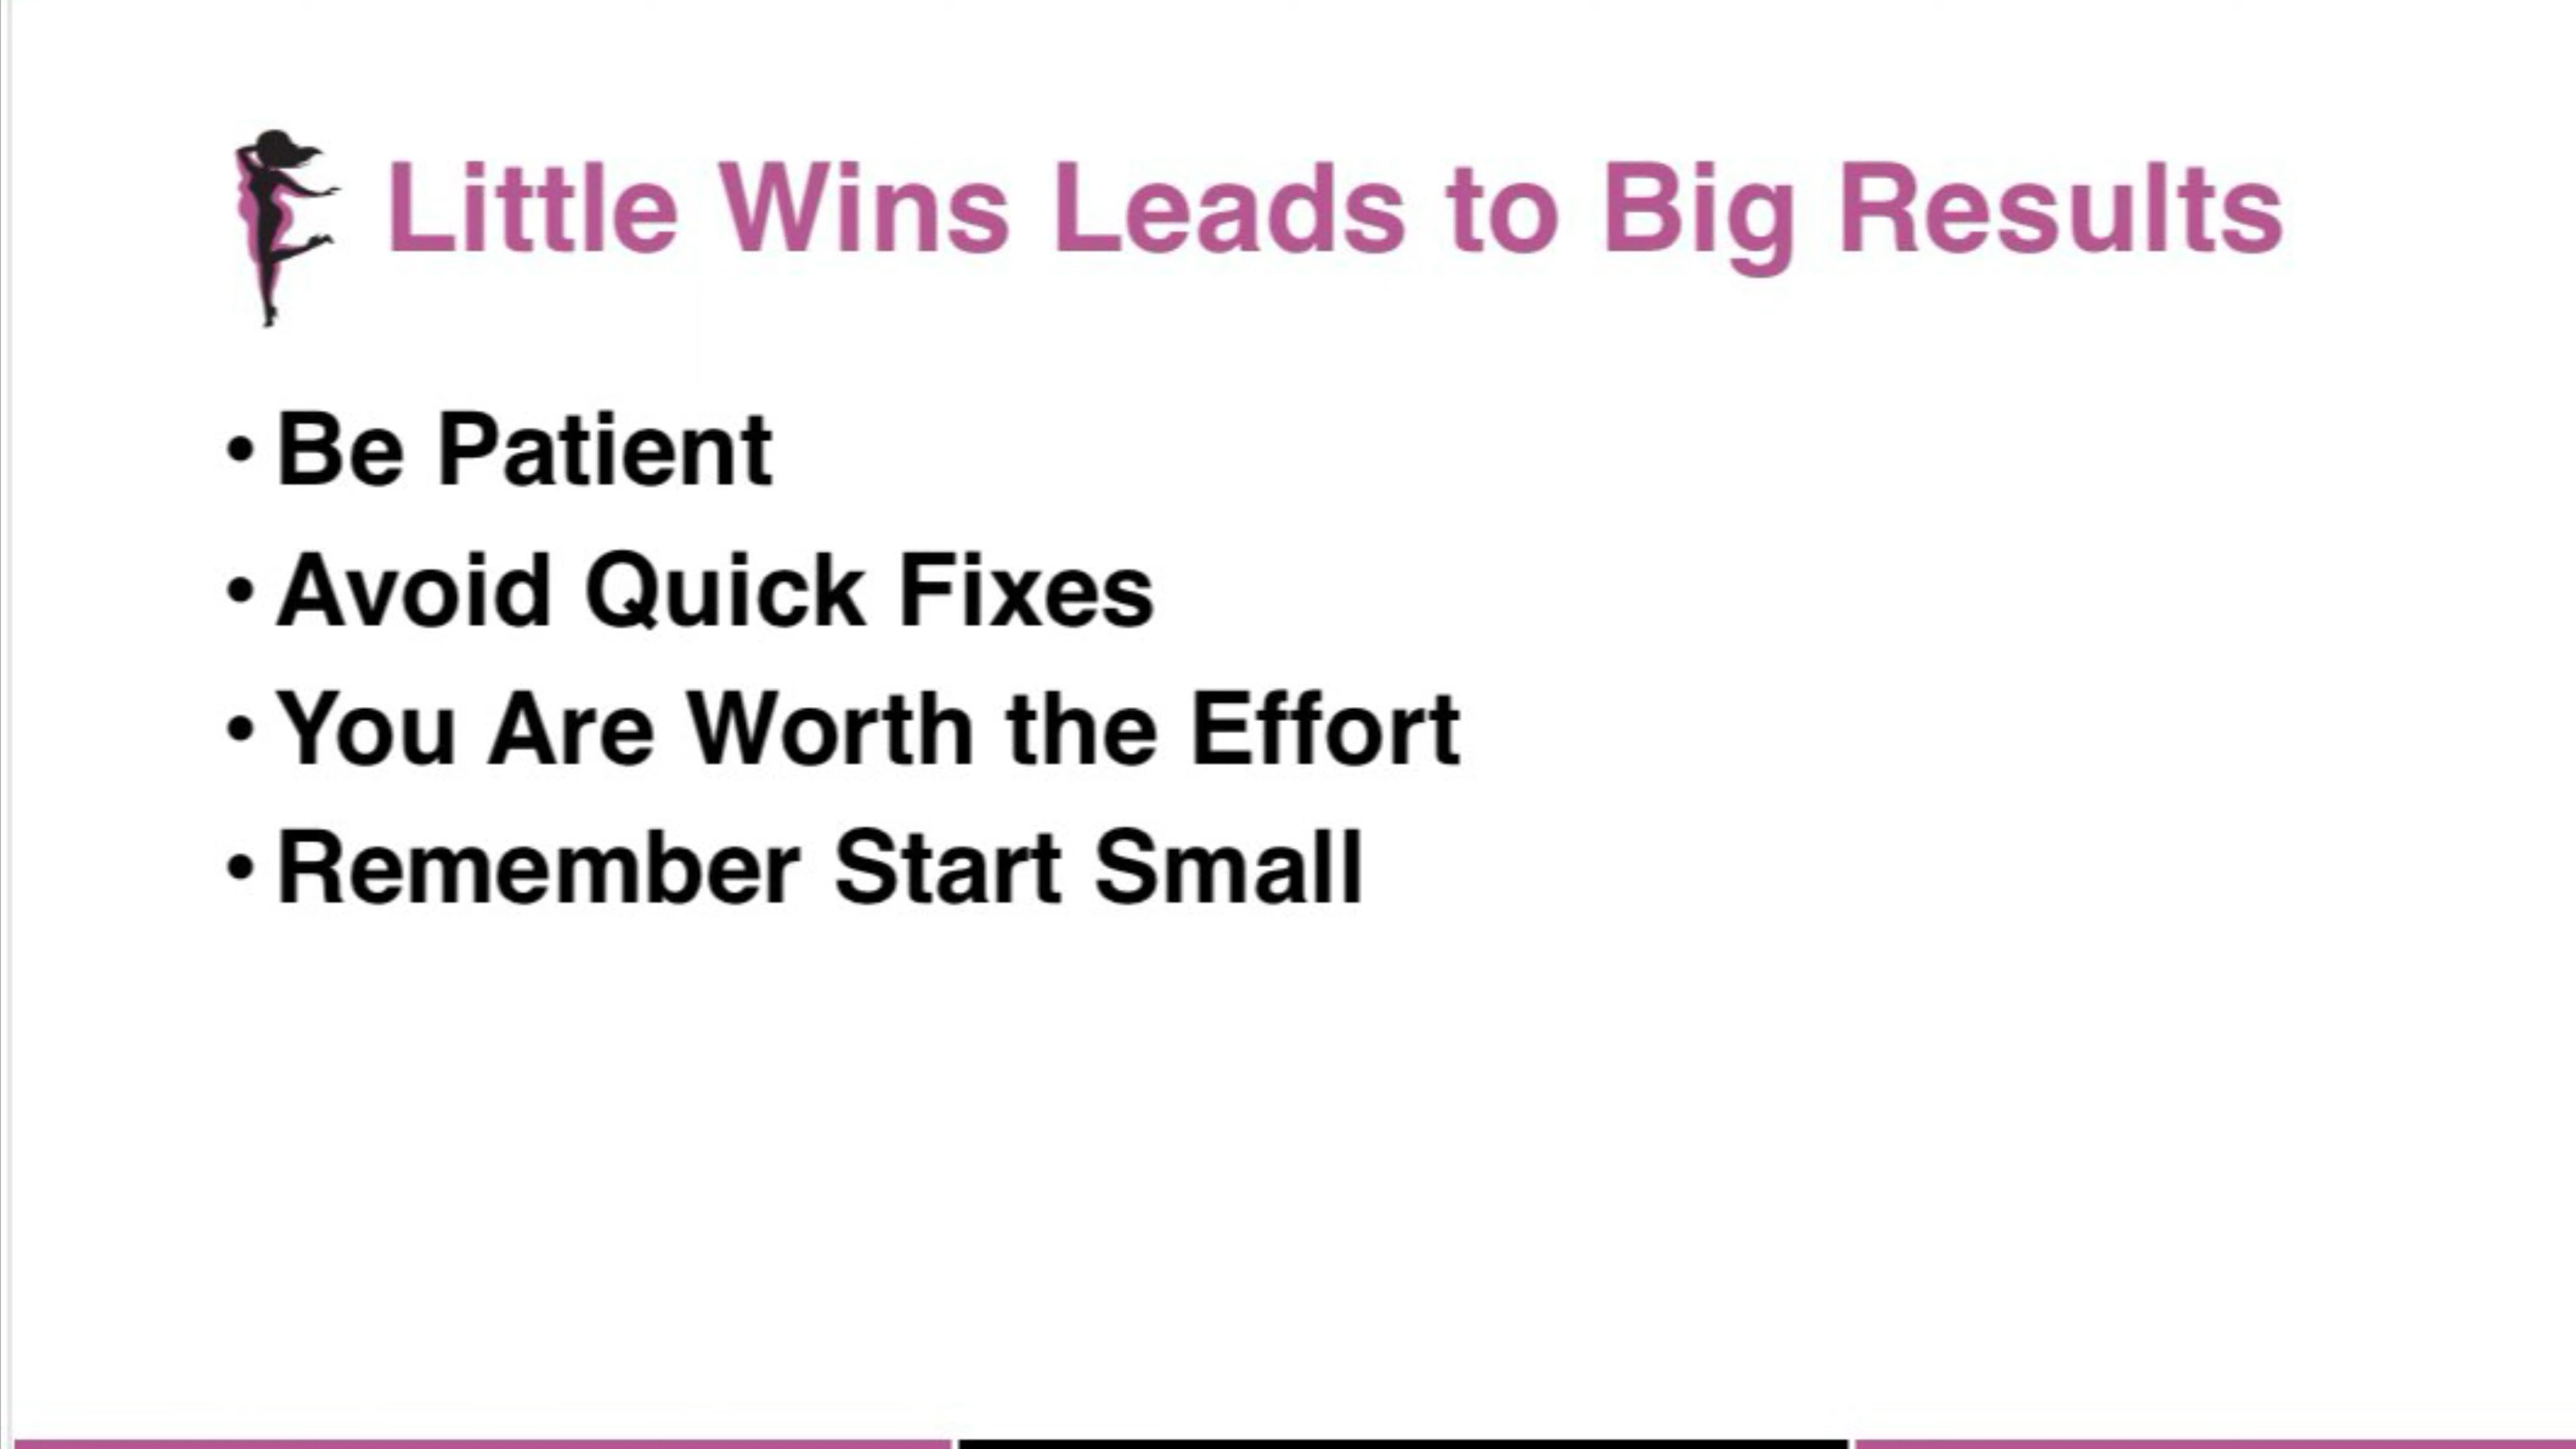 Little Wins Leads to Big Results
• Be Patient
• Avoid Quick Fixes
• You Are Worth the Effort
• Remember Start Small